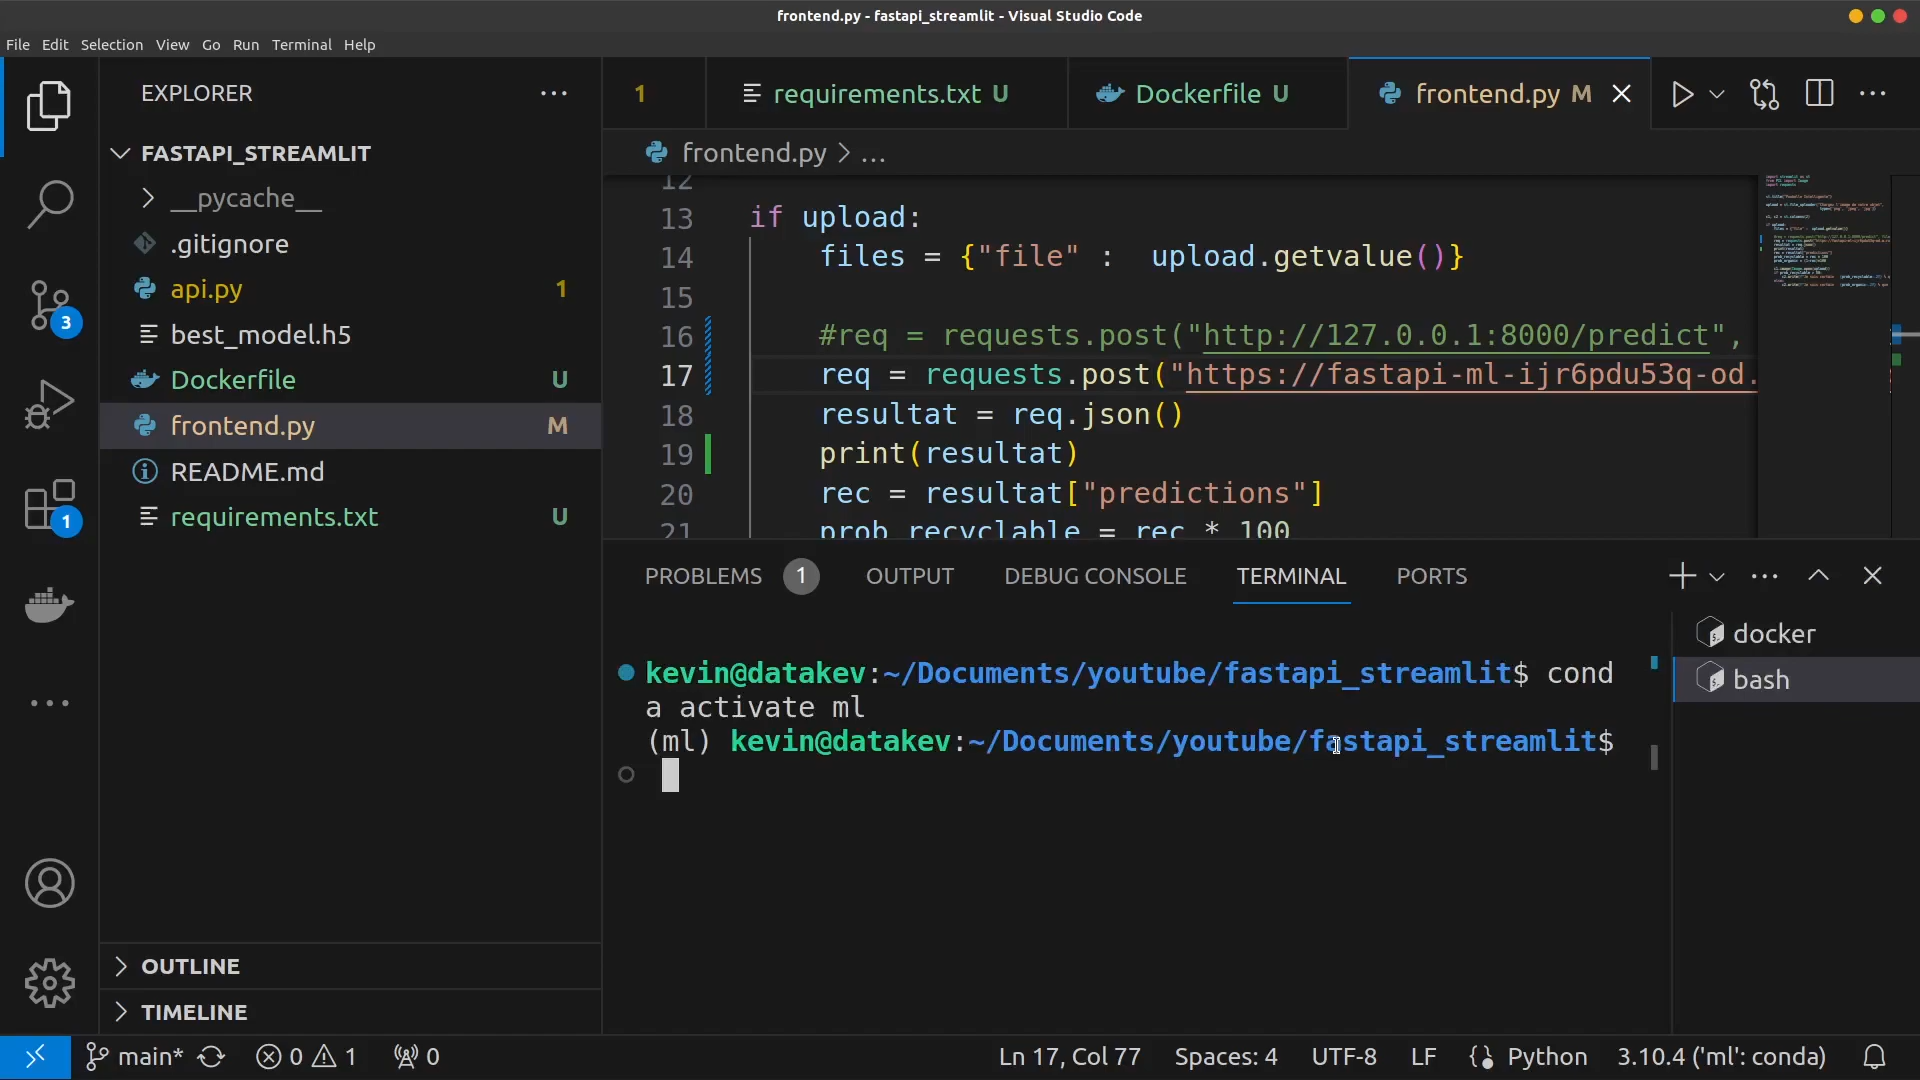 frontend.py - fastapi_streamlit - Visual Studio Code
File Edit Selection View Go Run Terminal Help
EXPLORER
FASTAPI_STREAMLIT
__pycache__
.gitignore
api.py 1
best_model.h5
Dockerfile U
frontend.py M
README.md
requirements.txt U
OUTLINE
TIMELINE
3
1
1 requirements.txt U Dockerfile U frontend.py M
frontend.py > ...
12
13 if upload:
14 files = {"file" : upload.getvalue()}
15
16 #req = requests.post("http://127.0.0.1:8000/predict",
17 req = requests.post("https://fastapi-ml-ijr6pdu53q-od.
18 resultat = req.json()
19 print(resultat)
20 rec = resultat["predictions"]
21 prob_recyclable = rec * 100
PROBLEMS 1 OUTPUT DEBUG CONSOLE TERMINAL PORTS
kevin@datakev:~/Documents/youtube/fastapi_streamlit$ cond
a activate ml
(ml) kevin@datakev:~/Documents/youtube/fastapi_streamlit$
docker
bash
main* 0 1 0 Ln 17, Col 77 Spaces: 4 UTF-8 LF Python 3.10.4 ('ml': conda)